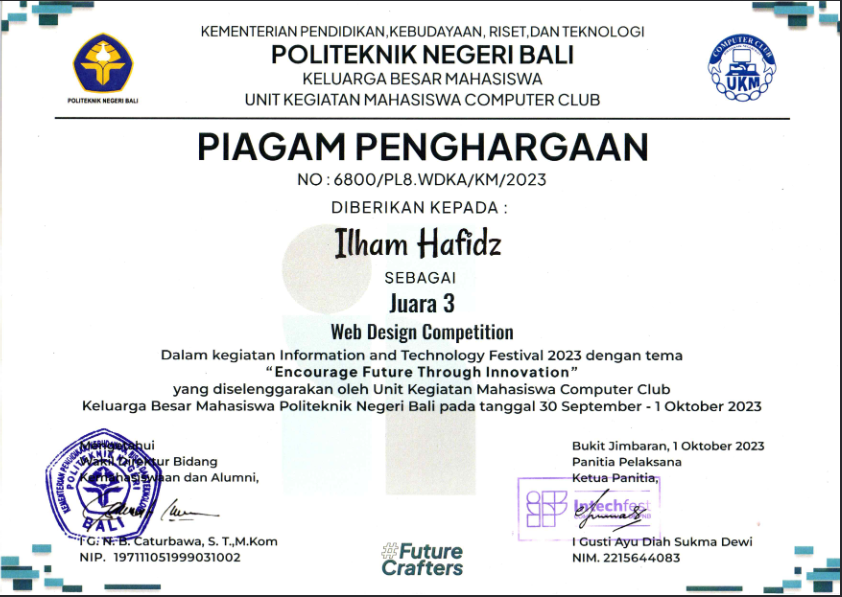 KEMENTERIAN PENDIDIKAN,KEBUDAYAAN, RISET,DAN TEKNOLOGI
POLITEKNIK NEGERI BALI
KELUARGA BESAR MAHASISWA
UNIT KEGIATAN MAHASISWA COMPUTER CLUB
POLITEKNIK NEGERI BALI
COMPUTER CLUB
UKM
PIAGAM PENGHARGAAN
NO : 6800/PL8.WDKA/KM/2023
DIBERIKAN KEPADA :
Ilham Hafidz
SEBAGAI
Juara 3
Web Design Competition
Dalam kegiatan Information and Technology Festival 2023 dengan tema
“Encourage Future Through Innovation”
yang diselenggarakan oleh Unit Kegiatan Mahasiswa Computer Club
Keluarga Besar Mahasiswa Politeknik Negeri Bali pada tanggal 30 September - 1 Oktober 2023
Mengetahui
Wakil Direktur Bidang
Kemahasiswaan dan Alumni,
POLITEKNIK NEGERI
BALI
I G. N. B. Caturbawa, S. T.,M.Kom
NIP. 197111051999031002
Bukit Jimbaran, 1 Oktober 2023
Panitia Pelaksana
Ketua Panitia,
Intechfest
I Gusti Ayu Diah Sukma Dewi
NIM. 2215644083
#Future
Crafters